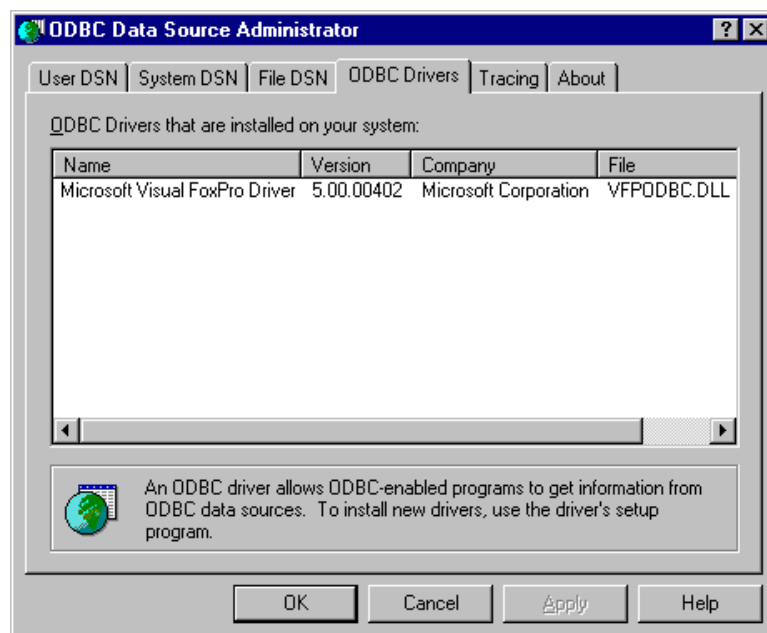 ODBC Data Source Administrator
User DSN System DSN File DSN ODBC Drivers Tracing About
ODBC Drivers that are installed on your system:
Name Version Company File
Microsoft Visual FoxPro Driver 5.00.00402 Microsoft Corporation VFPODBC.DLL
An ODBC driver allows ODBC-enabled programs to get information from
ODBC data sources. To install new drivers, use the driver's setup
program.
OK Cancel Apply Help